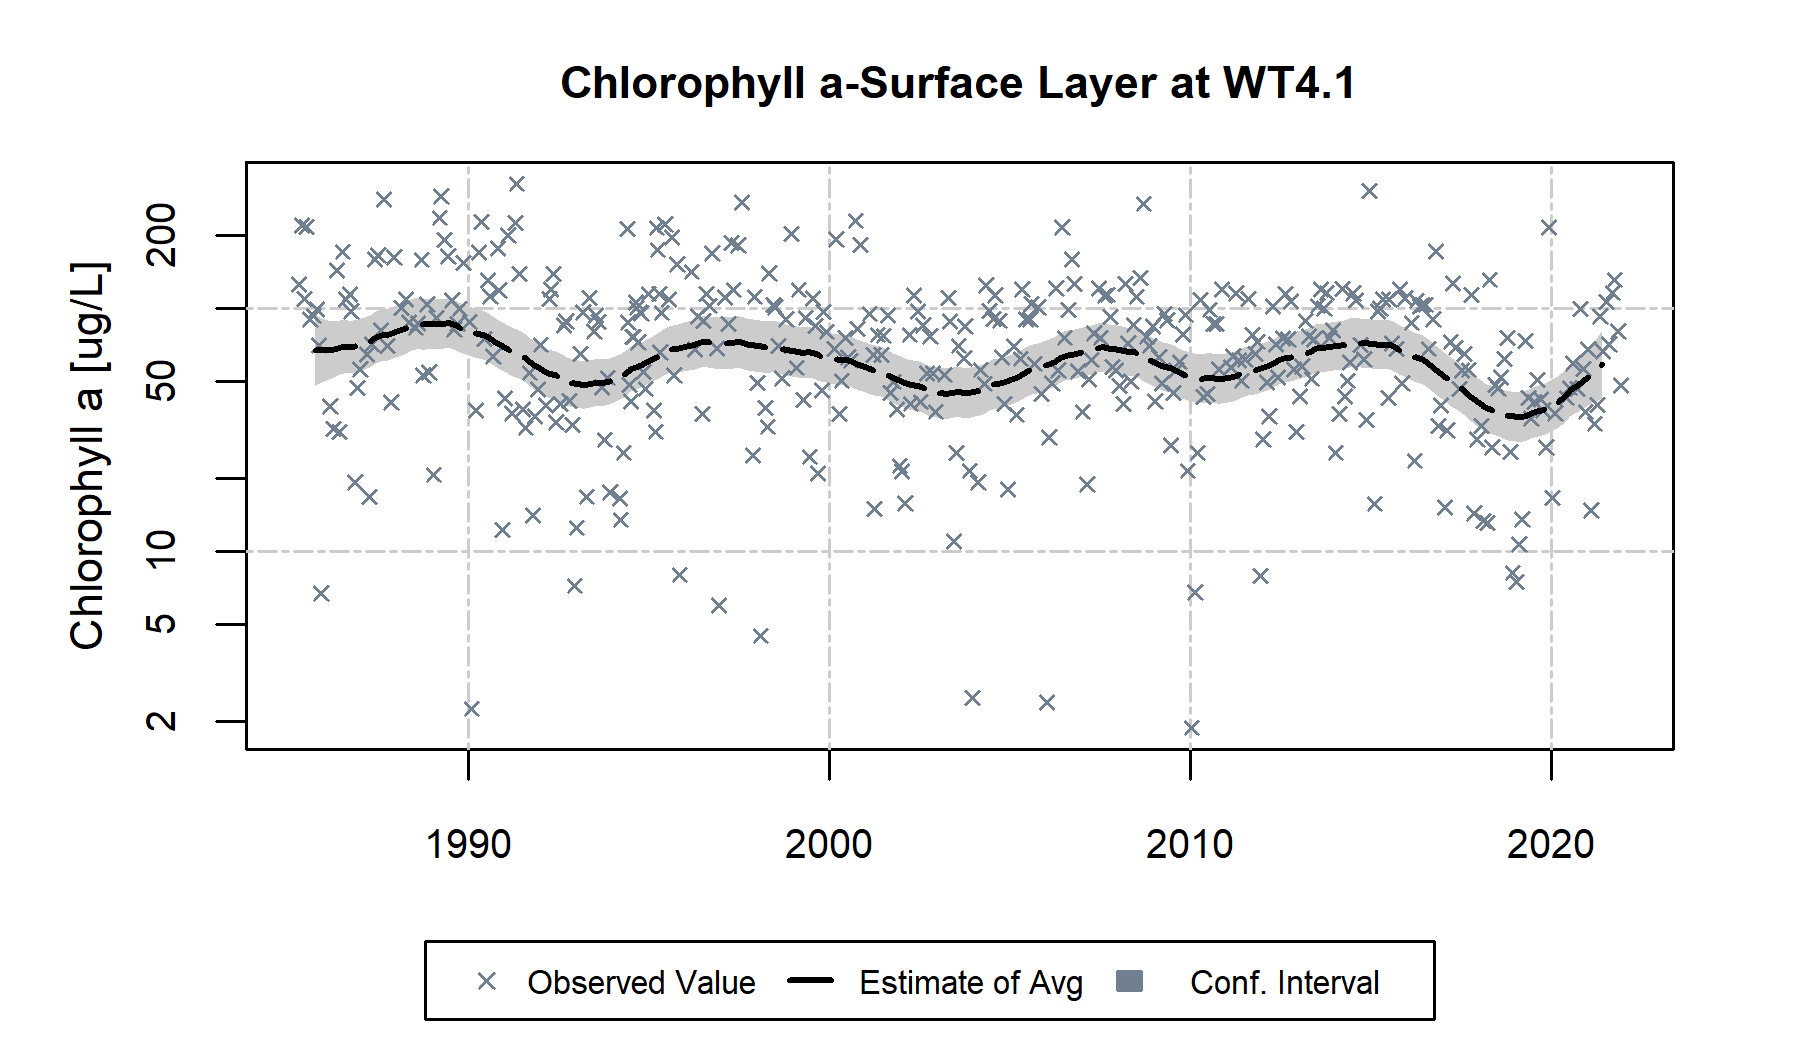 Chlorophyll a-Surface Layer at WT4.1
Chlorophyll a [ug/L]
200
50
10
5
2
1990 2000 2010 2020
Observed Value Estimate of Avg Conf. Interval